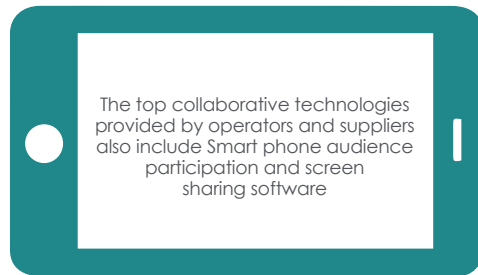 The top collaborative technologies
provided by operators and suppliers
also include Smart phone audience
participation and screen
sharing software